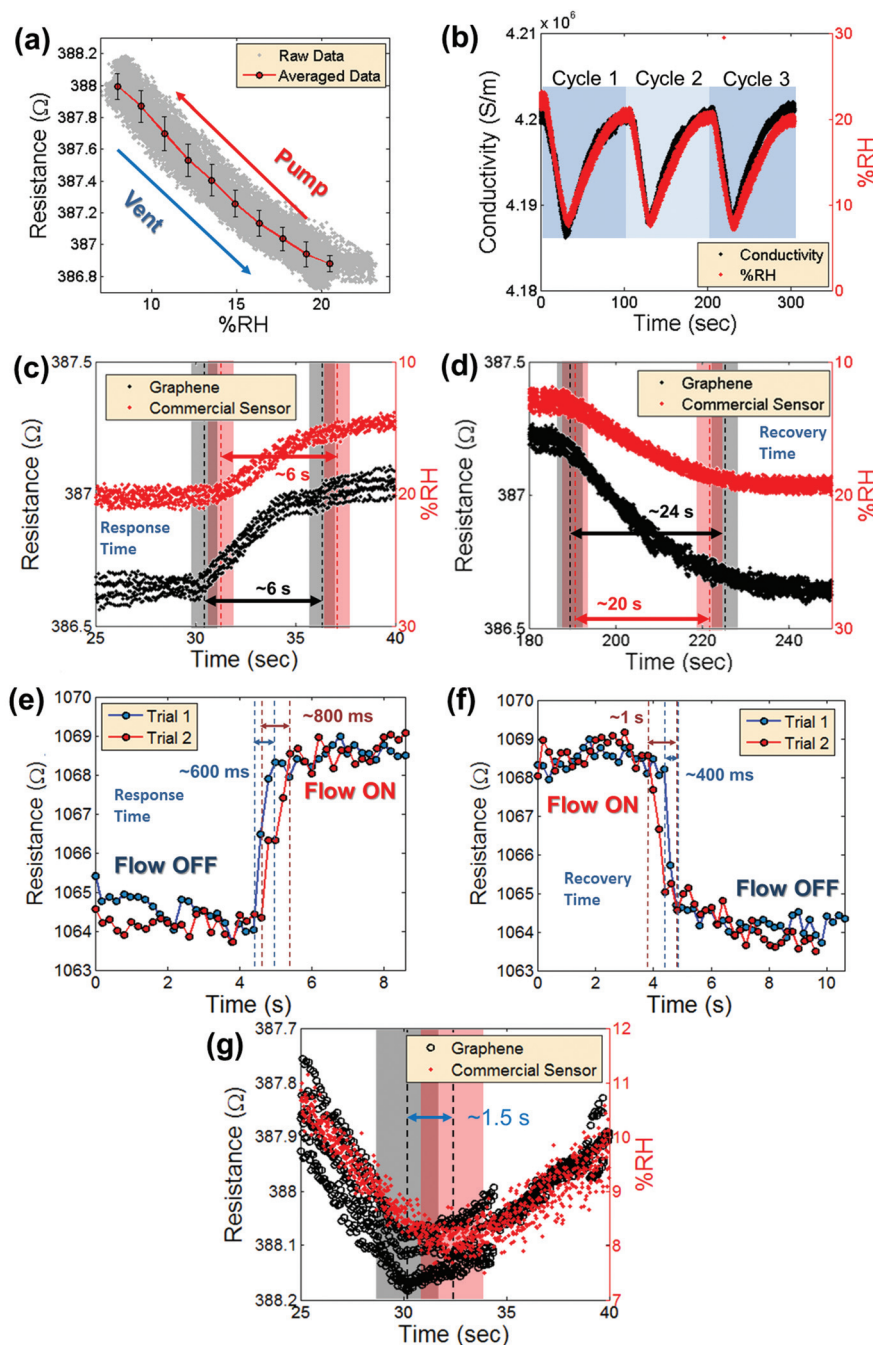 (a)
388.2
388
387.8
387.6
387.4
387.2
387
386.8
Resistance (Ω)
Raw Data
Averaged Data
Pump
Vent
10
15
20
%RH
(b)
4.21 x 10⁶
4.20
4.19
4.18
Conductivity (S/m)
Cycle 1
Cycle 2
Cycle 3
30
20
10
0
%RH
Conductivity
%RH
0
100
200
300
Time (sec)
(c)
387.5
387
386.5
Resistance (Ω)
Graphene
Commercial Sensor
~6 s
Response
Time
~6 s
10
20
30
%RH
25
30
35
40
Time (sec)
(d)
387.5
387
386.5
Resistance (Ω)
Graphene
Commercial Sensor
Recovery
Time
~24 s
~20 s
10
20
30
%RH
180
200
220
240
Time (sec)
(e)
1070
1069
1068
1067
1066
1065
1064
1063
Resistance (Ω)
Trial 1
Trial 2
~800 ms
~600 ms
Response
Time
Flow ON
Flow OFF
0
2
4
6
8
Time (s)
(f)
1070
1069
1068
1067
1066
1065
1064
1063
Resistance (Ω)
~1 s
Trial 1
Trial 2
~400 ms
Flow ON
Recovery
Time
Flow OFF
0
2
4
6
8
10
Time (s)
(g)
387.7
387.8
387.9
388
388.1
388.2
Resistance (Ω)
Graphene
Commercial Sensor
~1.5 s
12
11
10
9
8
7
%RH
25
30
35
40
Time (sec)